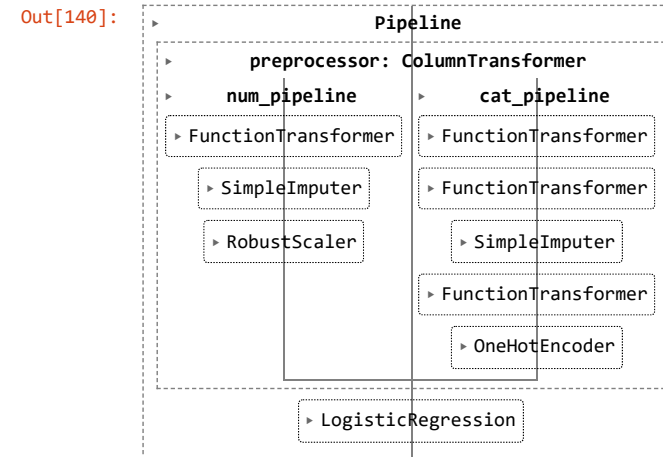 Out[140]:
Pipeline
preprocessor: ColumnTransformer
num_pipeline
cat_pipeline
FunctionTransformer
FunctionTransformer
SimpleImputer
FunctionTransformer
RobustScaler
SimpleImputer
FunctionTransformer
OneHotEncoder
LogisticRegression